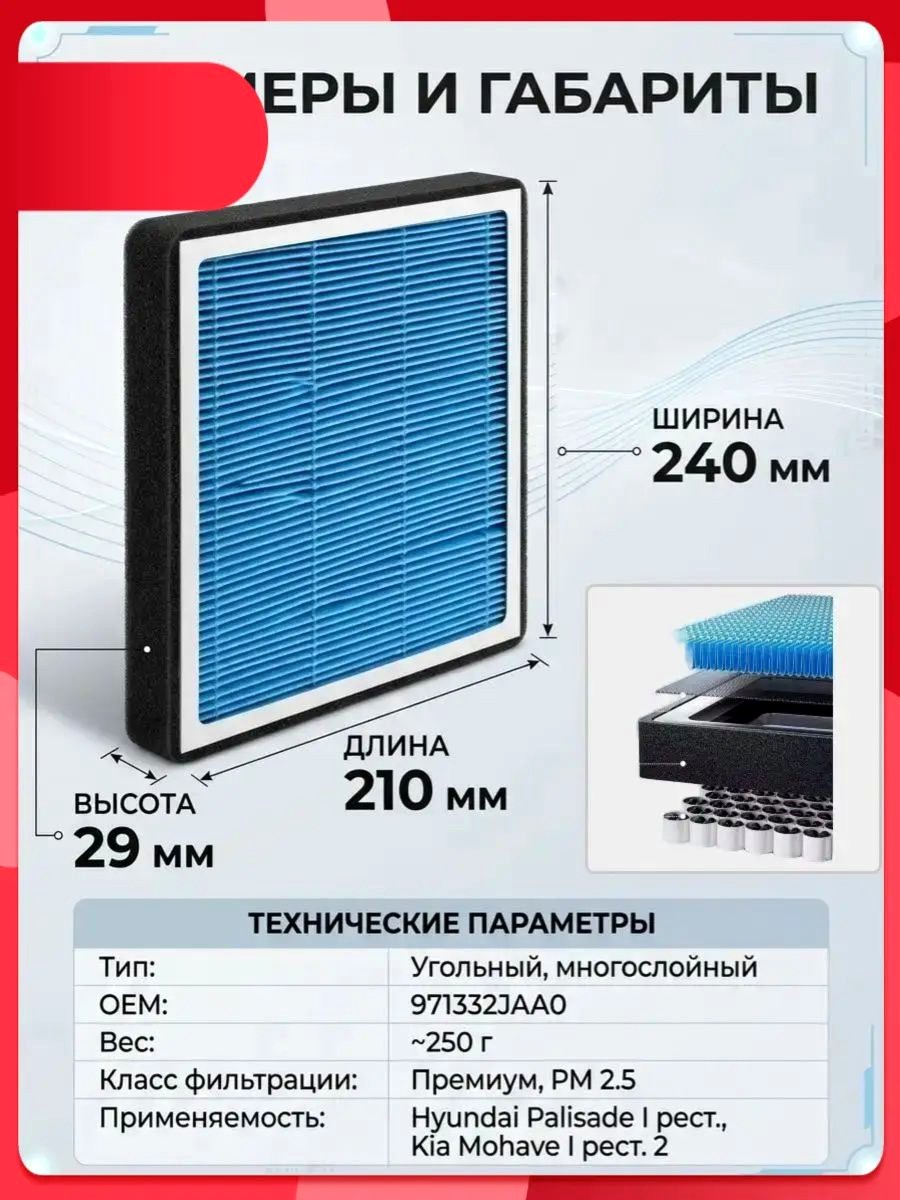 ЕРЫ И ГАБАРИТЫ
ШИРИНА
240 мм
ДЛИНА
210 мм
ВЫСОТА
29 мм
ТЕХНИЧЕСКИЕ ПАРАМЕТРЫ
Тип: Угольный, многослойный
OEM: 971332JAA0
Вес: ~250 г
Класс фильтрации: Премиум, PM 2.5
Применяемость: Hyundai Palisade I рест.,
Kia Mohave I рест. 2